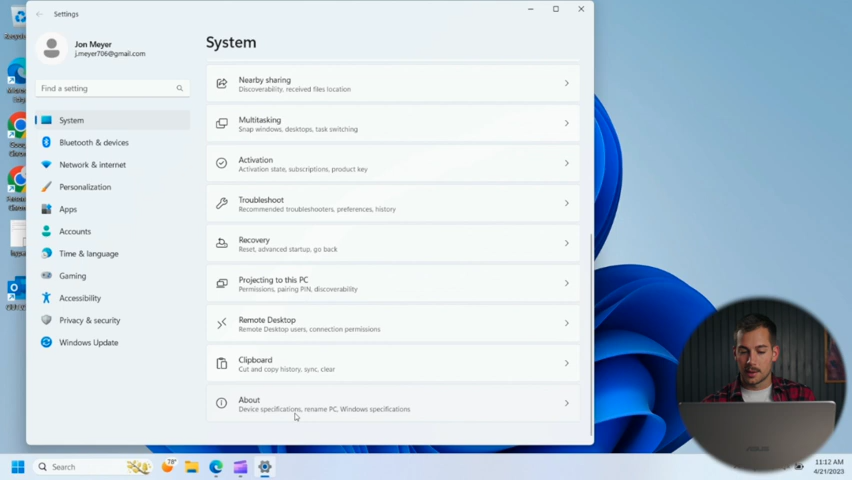 Settings
Jon Meyer
j.meyer706@gmail.com
Find a setting
System
Bluetooth & devices
Network & internet
Personalization
Apps
Accounts
Time & language
Gaming
Accessibility
Privacy & security
Windows Update
System
Nearby sharing
Discoverability, received files location
Multitasking
Snap windows, desktops, task switching
Activation
Activation state, subscriptions, product key
Troubleshoot
Recommended troubleshooters, preferences, history
Recovery
Reset, advanced startup, go back
Projecting to this PC
Permissions, pairing PIN, discoverability
Remote Desktop
Remote Desktop users, connection permissions
Clipboard
Cut and copy history, sync, clear
About
Device specifications, rename PC, Windows specifications
Search
78°
11:12 AM
4/21/2023